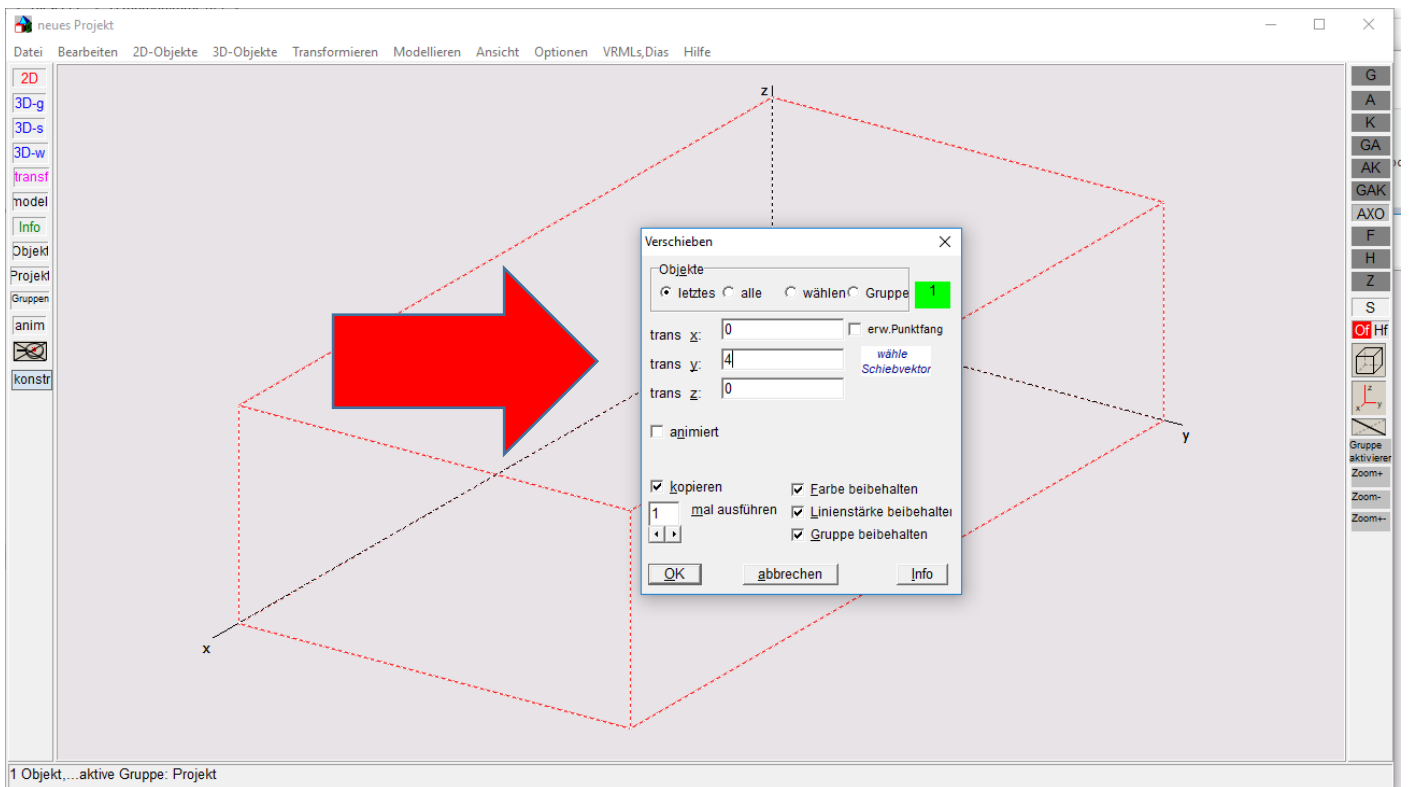 neues Projekt
Datei Bearbeiten 2D-Objekte 3D-Objekte Transformieren Modellieren Ansicht Optionen VRMLs,Dias Hilfe
2D
3D-g
3D-s
3D-w
transf
model
Info
Objekt
Projekt
Gruppen
anim
konstr
z
y
x
Verschieben
Objekte
letztes alle wählen Gruppe 1
trans x: 0 erw.Punktfang
trans y: 4 wähle
Schiebvektor
trans z: 0
animiert
kopieren Farbe beibehalten
1 mal ausführen Linienstärke beibehalten
Gruppe beibehalten
OK abbrechen Info
G
A
K
GA
AK
GAK
AXO
F
H
Z
S
Of Hf
z
x y
Gruppe
aktivieren
Zoom+
Zoom-
Zoom+-
1 Objekt,...aktive Gruppe: Projekt